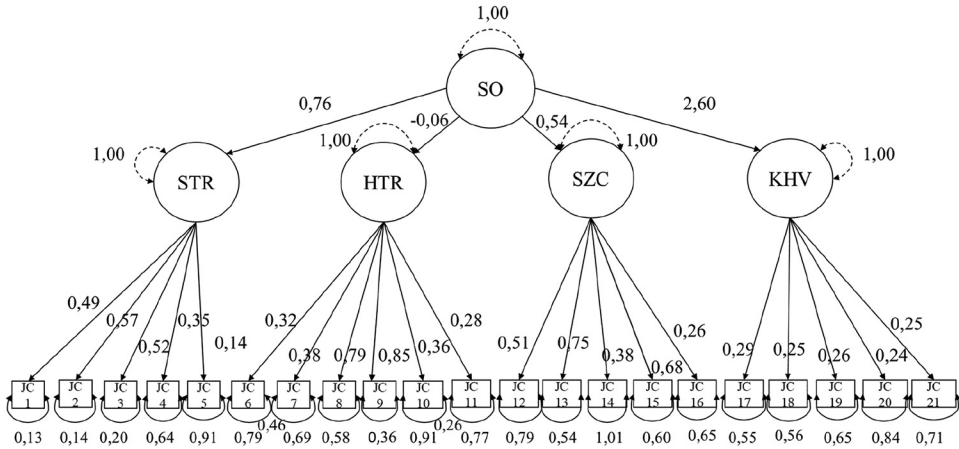 1,00
SO
0,76
-0,06
0,54
2,60
1,00
STR
1,00
HTR
SZC
1,00
KHV
1,00
0,49
0,57
0,52
0,35
0,14
0,32
0,38
0,79
0,85
0,36
0,28
0,51
0,75
0,38
0,68
0,26
0,29
0,25
0,26
0,24
0,25
JC 1
JC 2
JC 3
JC 4
JC 5
JC 6
JC 7
JC 8
JC 9
JC 10
JC 11
JC 12
JC 13
JC 14
JC 15
JC 16
JC 17
JC 18
JC 19
JC 20
JC 21
0,46
0,26
0,13
0,14
0,20
0,64
0,91
0,79
0,69
0,58
0,36
0,91
0,77
0,79
0,54
1,01
0,60
0,65
0,55
0,56
0,65
0,84
0,71